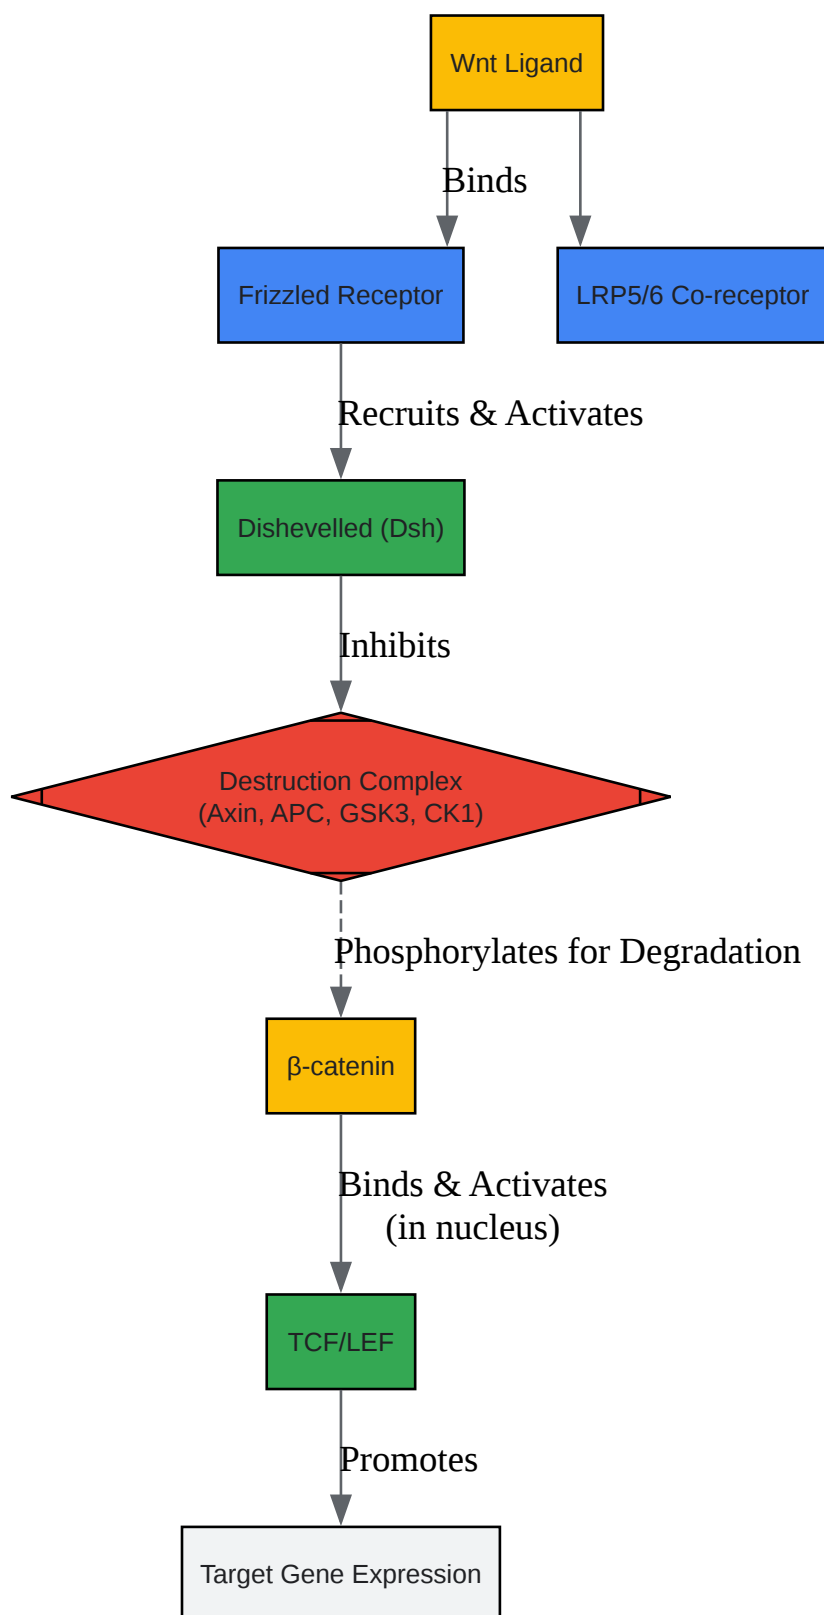 Wnt Ligand
Binds
Frizzled Receptor
LRP5/6 Co-receptor
Recruits & Activates
Dishevelled (Dsh)
Inhibits
Destruction Complex
(Axin, APC, GSK3, CK1)
Phosphorylates for Degradation
β-catenin
Binds & Activates
(in nucleus)
TCF/LEF
Promotes
Target Gene Expression